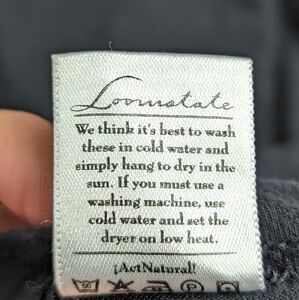 Loomstate
We think it's best to wash
these in cold water and
simply hang to dry in the
sun. If you must use a
washing machine, use
cold water and set the
dryer on low heat.
¡ActNatural!